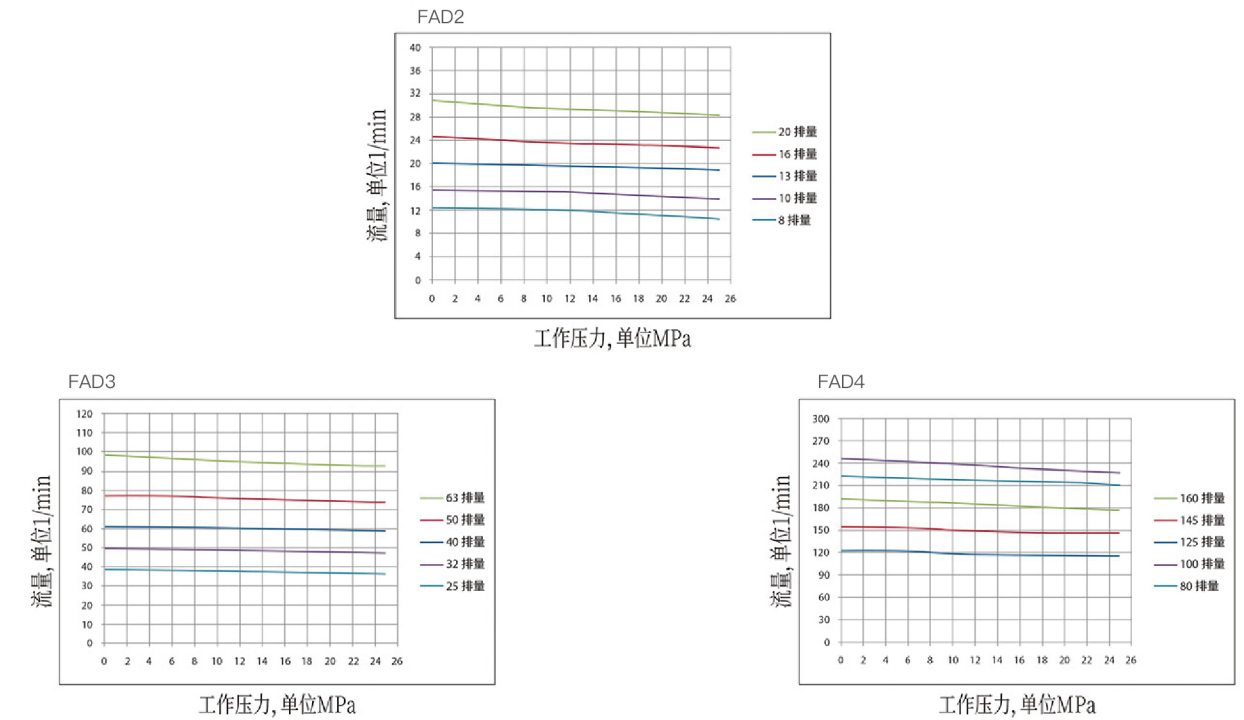 FAD2
40
36
32
28
24
20
16
12
8
4
0
0 2 4 6 8 10 12 14 16 18 20 22 24 26
流量, 单位1/min
工作压力, 单位MPa
20 排量
16 排量
13 排量
10 排量
8 排量
FAD3
120
110
100
90
80
70
60
50
40
30
20
10
0
0 2 4 6 8 10 12 14 16 18 20 22 24 26
流量, 单位1/min
工作压力, 单位MPa
63 排量
50 排量
40 排量
32 排量
25 排量
FAD4
300
270
240
210
180
150
120
90
60
30
0
0 2 4 6 8 10 12 14 16 18 20 22 24 26
流量, 单位1/min
工作压力, 单位MPa
160 排量
145 排量
125 排量
100 排量
80 排量